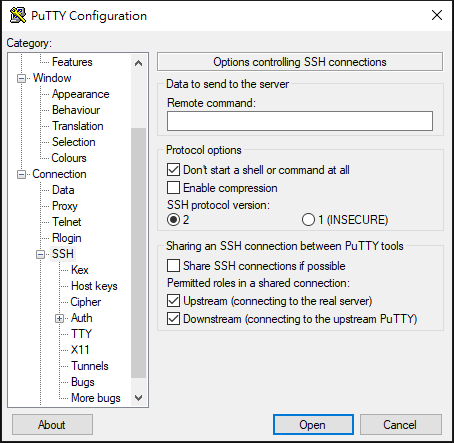 PuTTY Configuration
Category:
Features
Window
Appearance
Behaviour
Translation
Selection
Colours
Connection
Data
Proxy
Telnet
Rlogin
SSH
Kex
Host keys
Cipher
Auth
TTY
X11
Tunnels
Bugs
More bugs
Options controlling SSH connections
Data to send to the server
Remote command:
Protocol options
Don't start a shell or command at all
Enable compression
SSH protocol version:
2 1 (INSECURE)
Sharing an SSH connection between PuTTY tools
Share SSH connections if possible
Permitted roles in a shared connection:
Upstream (connecting to the real server)
Downstream (connecting to the upstream PuTTY)
About Open Cancel